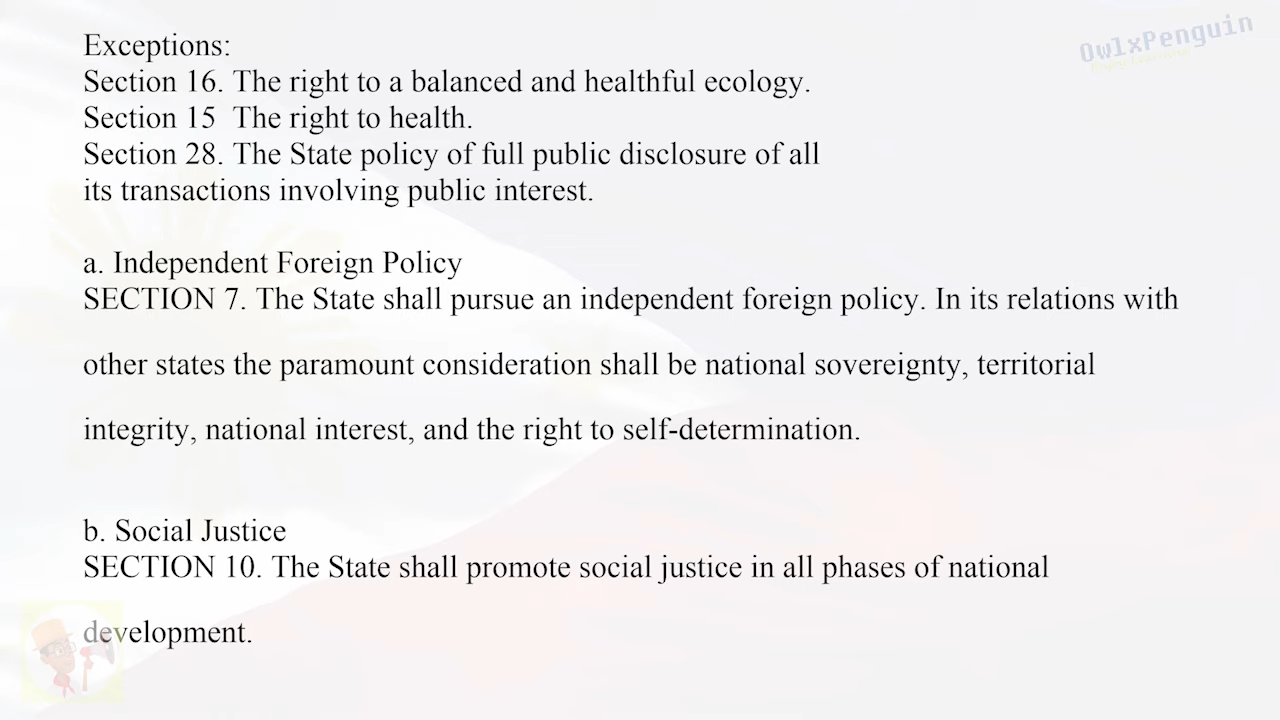 OwlxPenguin
Exceptions:
Section 16. The right to a balanced and healthful ecology.
Section 15  The right to health.
Section 28. The State policy of full public disclosure of all
its transactions involving public interest.
a. Independent Foreign Policy
SECTION 7. The State shall pursue an independent foreign policy. In its relations with
other states the paramount consideration shall be national sovereignty, territorial
integrity, national interest, and the right to self-determination.
b. Social Justice
SECTION 10. The State shall promote social justice in all phases of national
development.